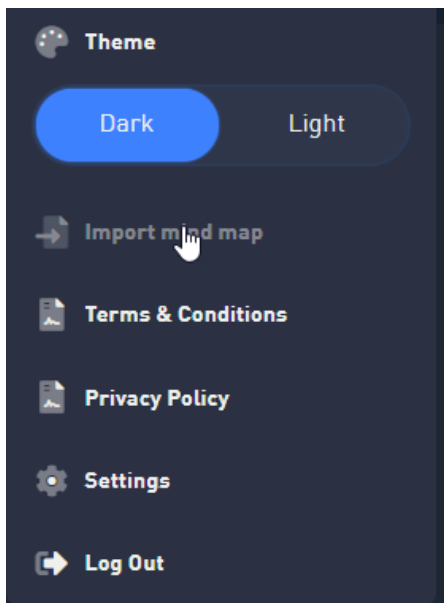 Theme
Dark Light
Import mind map
Terms & Conditions
Privacy Policy
Settings
Log Out